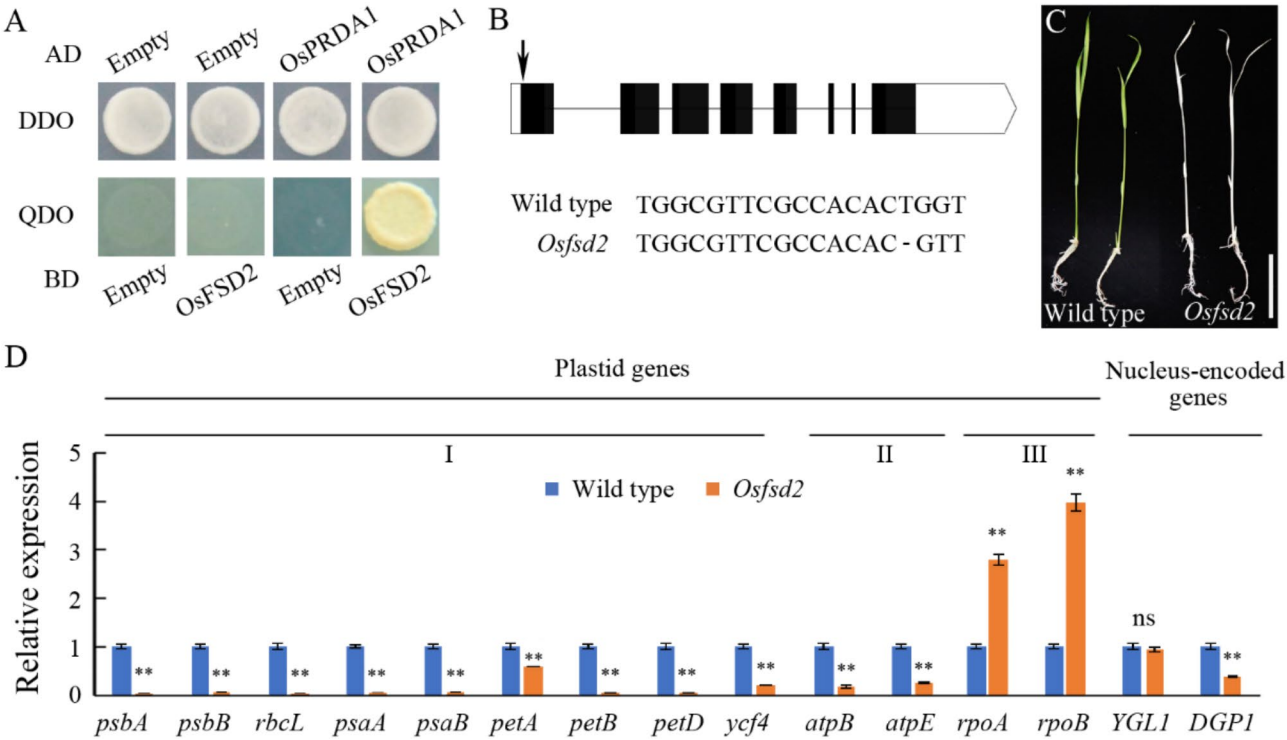 A
AD
Empty
Empty
OsPRDA1
OsPRDA1
DDO
QDO
BD
Empty
OsFSD2
Empty
OsFSD2
B
Wild type TGGCGTTCGCCACACTGGT
Osfsd2 TGGCGTTCGCCACAC - GTT
C
Wild type Osfsd2
D
Plastid genes
Nucleus-encoded
genes
I
II
III
Relative expression
5
4
3
2
1
0
Wild type Osfsd2
** ** ** ** ** ** ** ** ** ** ** ** ** ns **
psbA psbB rbcL psaA psaB petA petB petD ycf4 atpB atpE rpoA rpoB YGL1 DGP1